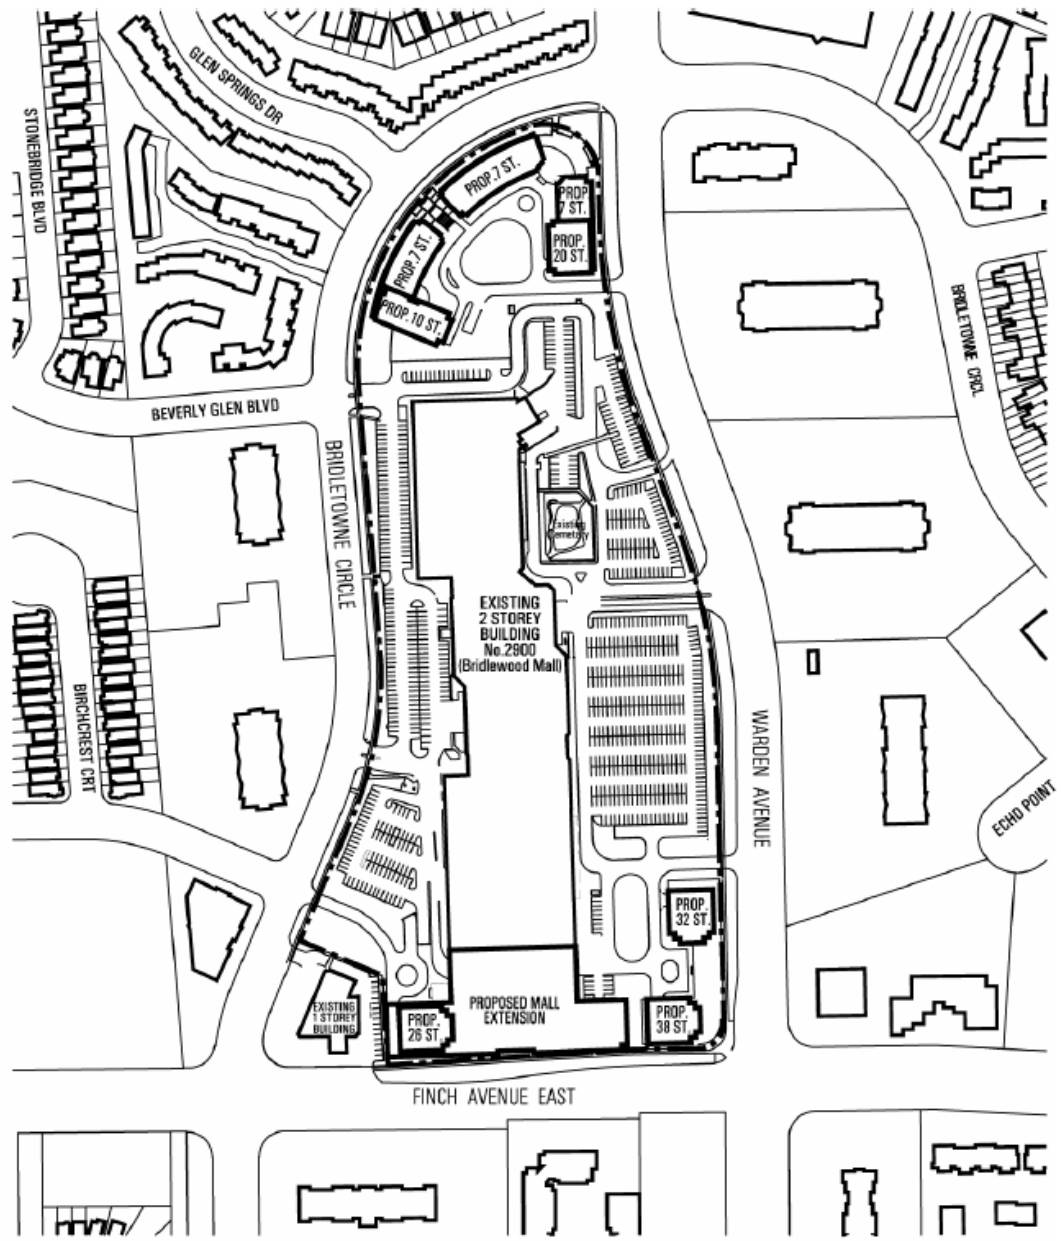 GLEN SPRINGS DR
STONEBRIDGE BLVD
PROP.7 ST.
PROP.
7 ST.
PROP.
20 ST.
PROP.7 ST.
PROP. 10 ST.
BRIDLETOWNE CRCL
BEVERLY GLEN BLVD
BRIDLETOWNE CIRCLE
Existing
Cemetery
EXISTING
2 STOREY
BUILDING
No.2900
(Bridlewood Mall)
BIRCHCREST CRT
WARDEN AVENUE
ECHO POINT
PROP.
32 ST.
EXISTING
1 STOREY
BUILDING
PROP.
26 ST.
PROPOSED MALL
EXTENSION
PROP.
38 ST.
FINCH AVENUE EAST